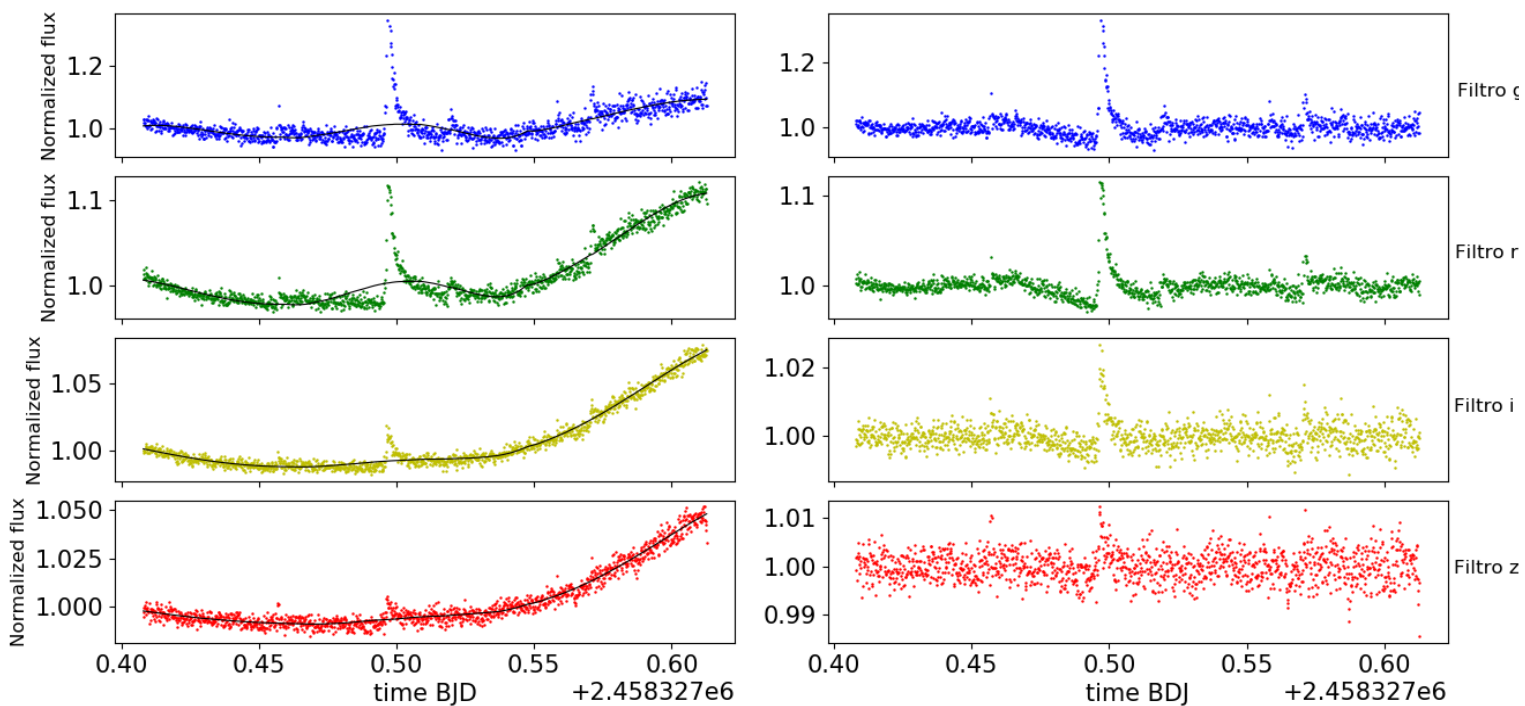 Normalized flux
1.2
1.0
1.2
1.0
Filtro g
Normalized flux
1.1
1.0
1.1
1.0
Filtro r
Normalized flux
1.05
1.00
1.02
1.00
Filtro i
Normalized flux
1.050
1.025
1.000
1.01
1.00
0.99
Filtro z
0.40 0.45 0.50 0.55 0.60
time BJD +2.458327e6
0.40 0.45 0.50 0.55 0.60
time BDJ +2.458327e6